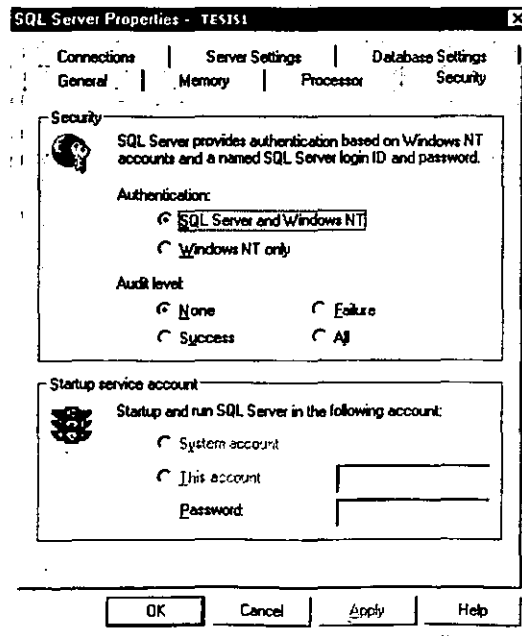 SQL Server Properties - TESIS1
Connections Server Settings Database Settings
General Memory Processor Security
Security
SQL Server provides authentication based on Windows NT
accounts and a named SQL Server login ID and password.
Authentication:
SQL Server and Windows NT
Windows NT only
Audit level:
None Failure
Success All
Startup service account
Startup and run SQL Server in the following account:
System account
This account
Password:
OK Cancel Apply Help